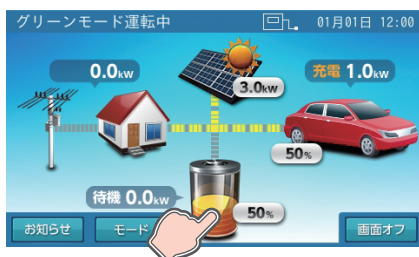 グリーンモード運転中 01月01日 12:00
0.0kw
3.0kw
充電 1.0kw
50%
待機 0.0kw
50%
お知らせ
モード
画面オフ